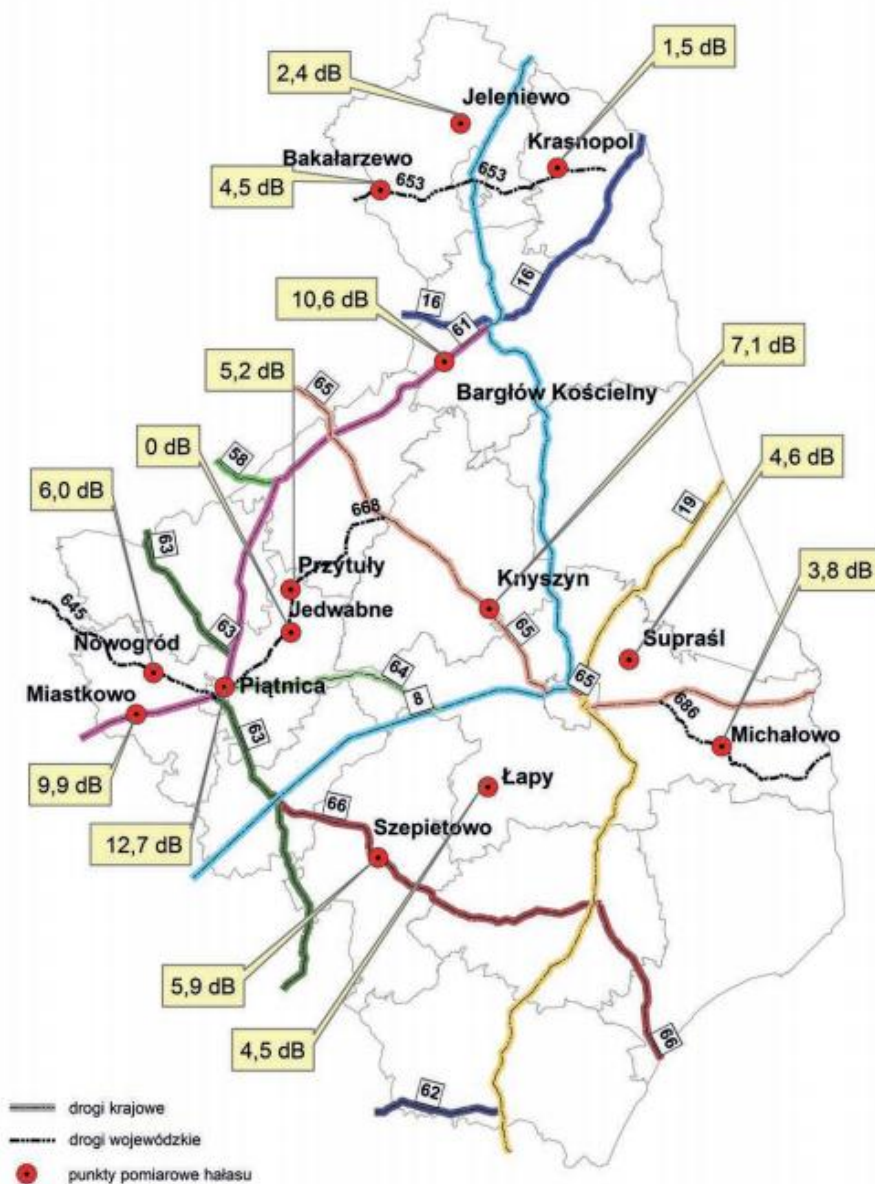 1,5 dB
2,4 dB
Jeleniewo
Krasnopol
Bakałarzewo
653
653
4,5 dB
16
16
10,6 dB
61
7,1 dB
5,2 dB
65
Bargłów Kościelny
0 dB
4,6 dB
58
6,0 dB
19
668
63
Przytuły
Knyszyn
3,8 dB
645
Jedwabne
63
65
Supraśl
Nowogród
64
65
Miastkowo
Piątnica
8
686
63
Michałowo
9,9 dB
Łapy
66
12,7 dB
Szepietowo
5,9 dB
4,5 dB
66
62
drogi krajowe
drogi wojewódzkie
punkty pomiarowe hałasu